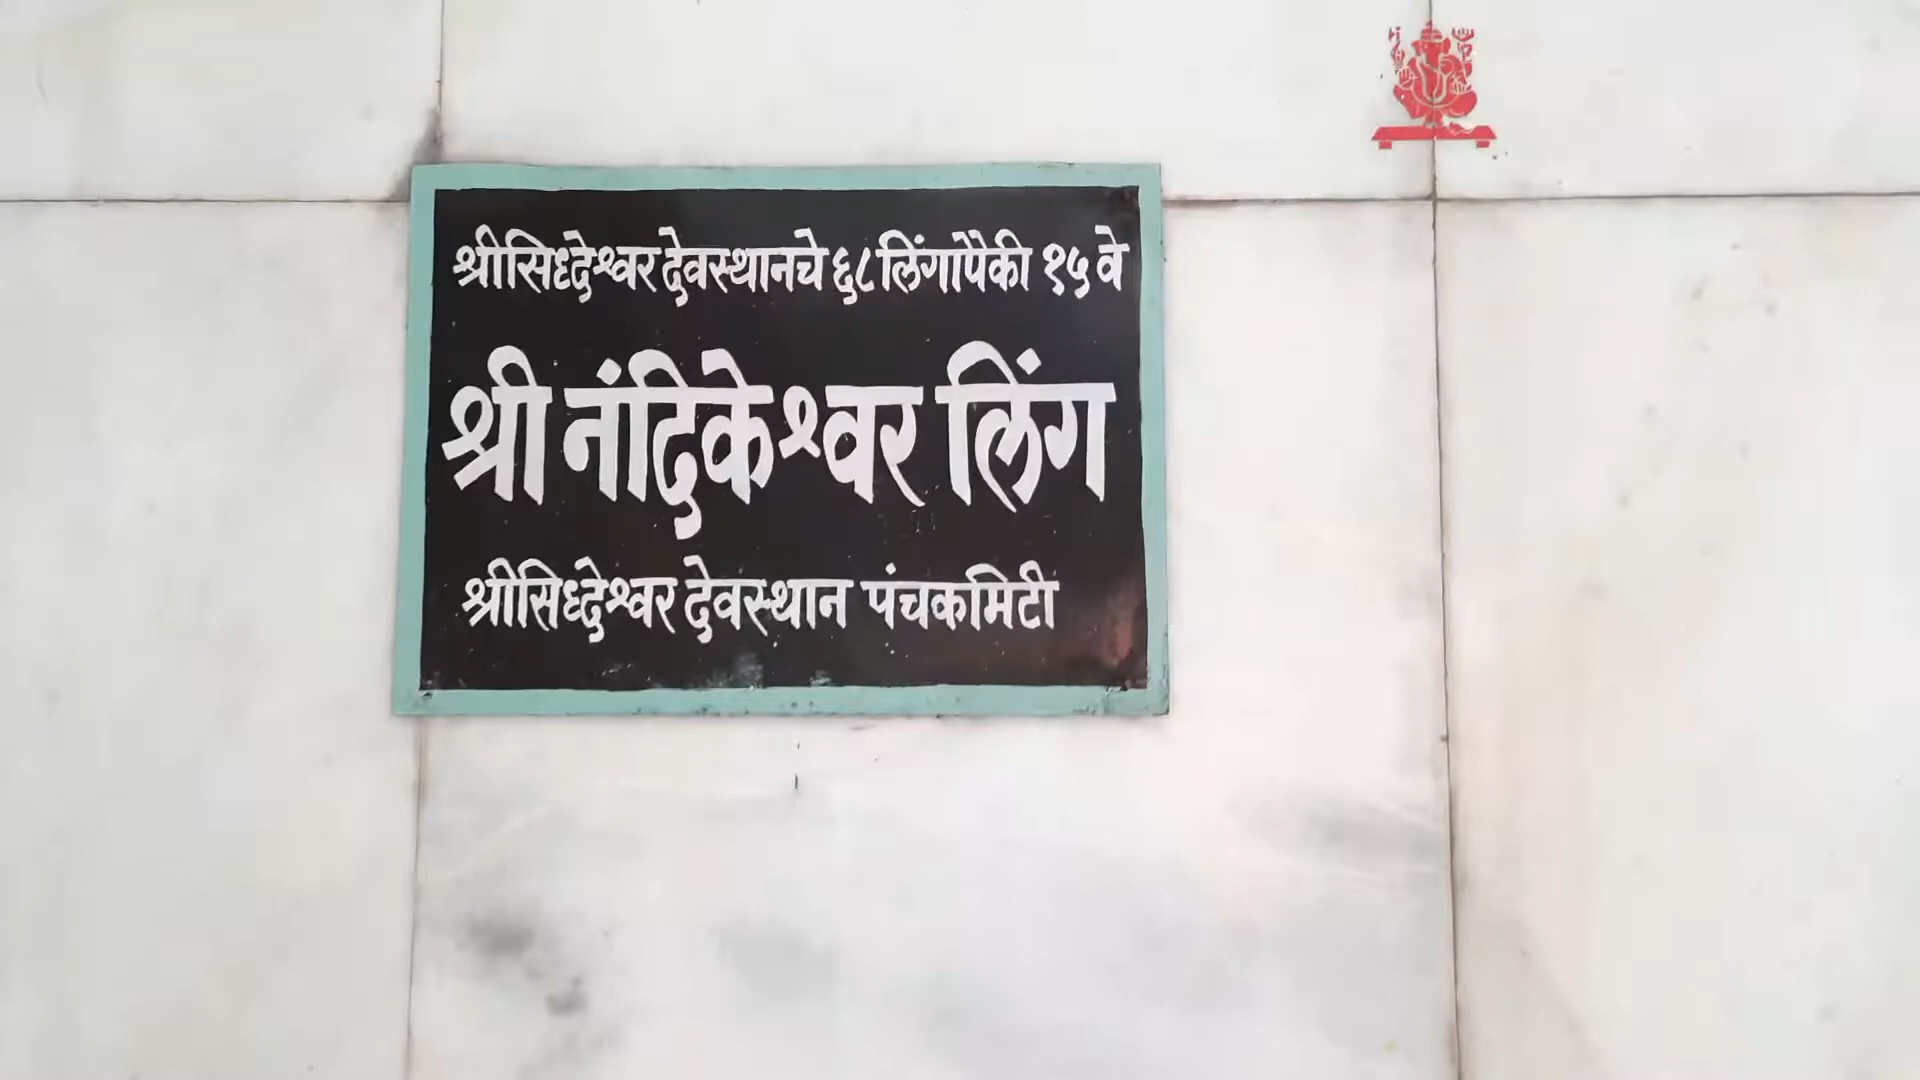 श्रीसिध्देश्वर देवस्थानचे ६८ लिंगापैकी १५ वे
श्री नंदिकेश्वर लिंग
श्रीसिध्देश्वर देवस्थान पंचकमिटी